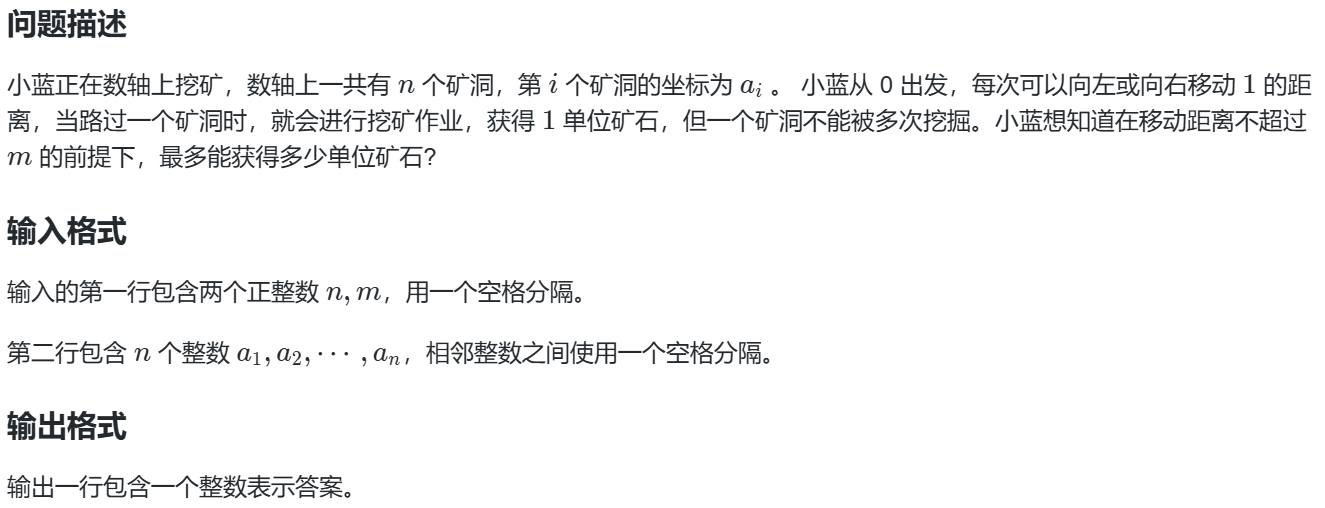 问题描述
小蓝正在数轴上挖矿，数轴上一共有 n 个矿洞，第 i 个矿洞的坐标为 a_i 。 小蓝从 0 出发，每次可以向左或向右移动 1 的距
离，当路过一个矿洞时，就会进行挖矿作业，获得 1 单位矿石，但一个矿洞不能被多次挖掘。小蓝想知道在移动距离不超过
m 的前提下，最多能获得多少单位矿石？
输入格式
输入的第一行包含两个正整数 n, m，用一个空格分隔。
第二行包含 n 个整数 a_1, a_2, ⋯ , a_n，相邻整数之间使用一个空格分隔。
输出格式
输出一行包含一个整数表示答案。